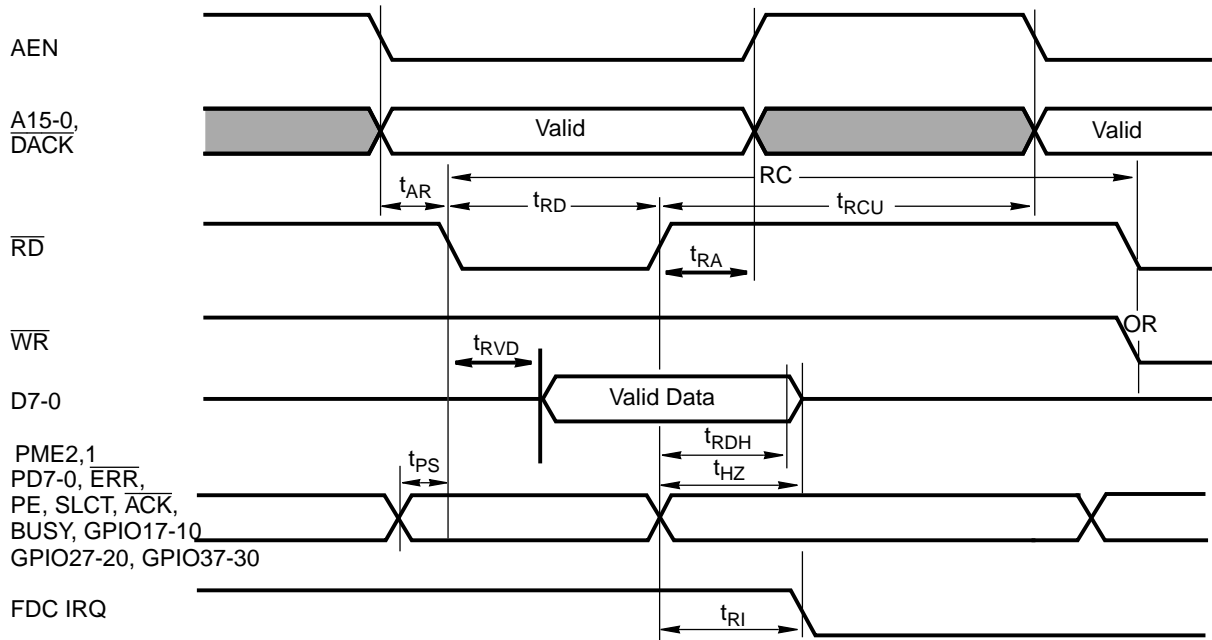 AEN
A15-0,
DACK
Valid
Valid
RC
tAR
tRD
tRCU
RD
tRA
WR
OR
tRVD
D7-0
Valid Data
tRDH
PME2,1
tPS
tHZ
PD7-0, ERR,
PE, SLCT, ACK,
BUSY, GPIO17-10
GPIO27-20, GPIO37-30
FDC IRQ
tRI